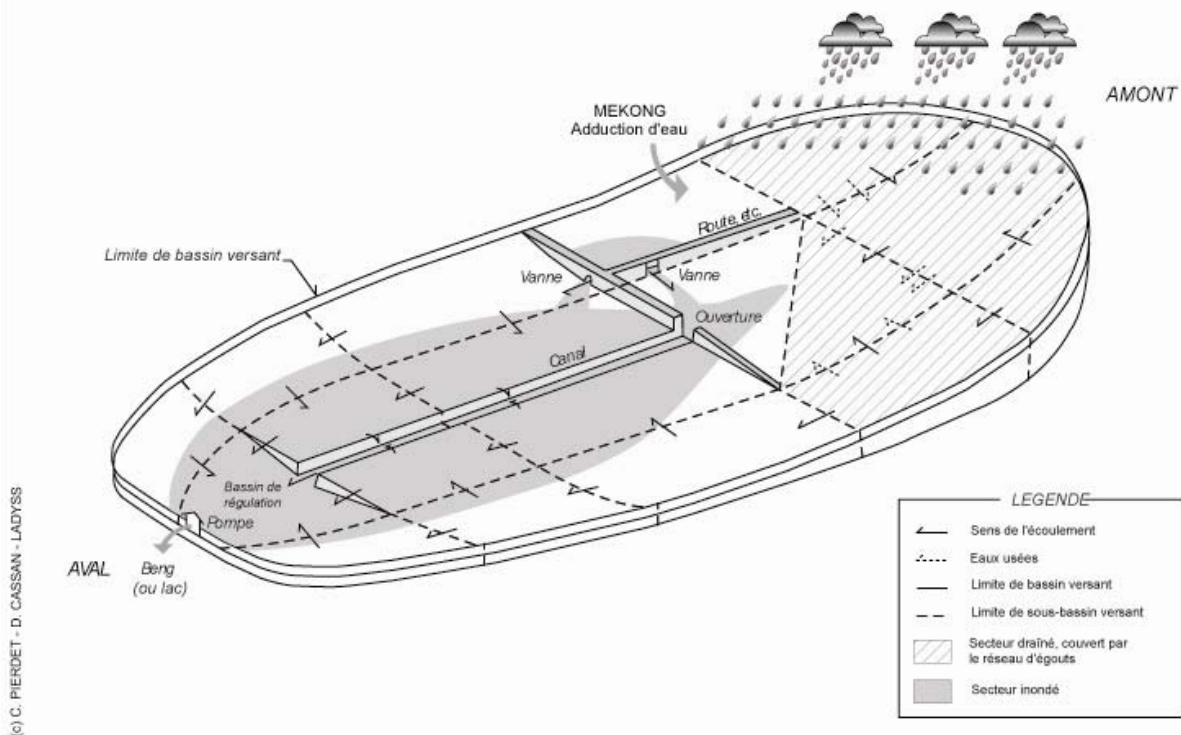 AMONT
MEKONG
Adduction d'eau
Route, etc.
Limite de bassin versant
Vanne
Vanne
Ouverture
Canal
Bassin de
régulation
Pompe
AVAL
Beng
(ou lac)
LEGENDE
Sens de l'écoulement
Eaux usées
Limite de bassin versant
Limite de sous-bassin versant
Secteur draîné, couvert par
le réseau d'égouts
Secteur inondé
(c) C. PIERDET - D. CASSAN - LADYSS